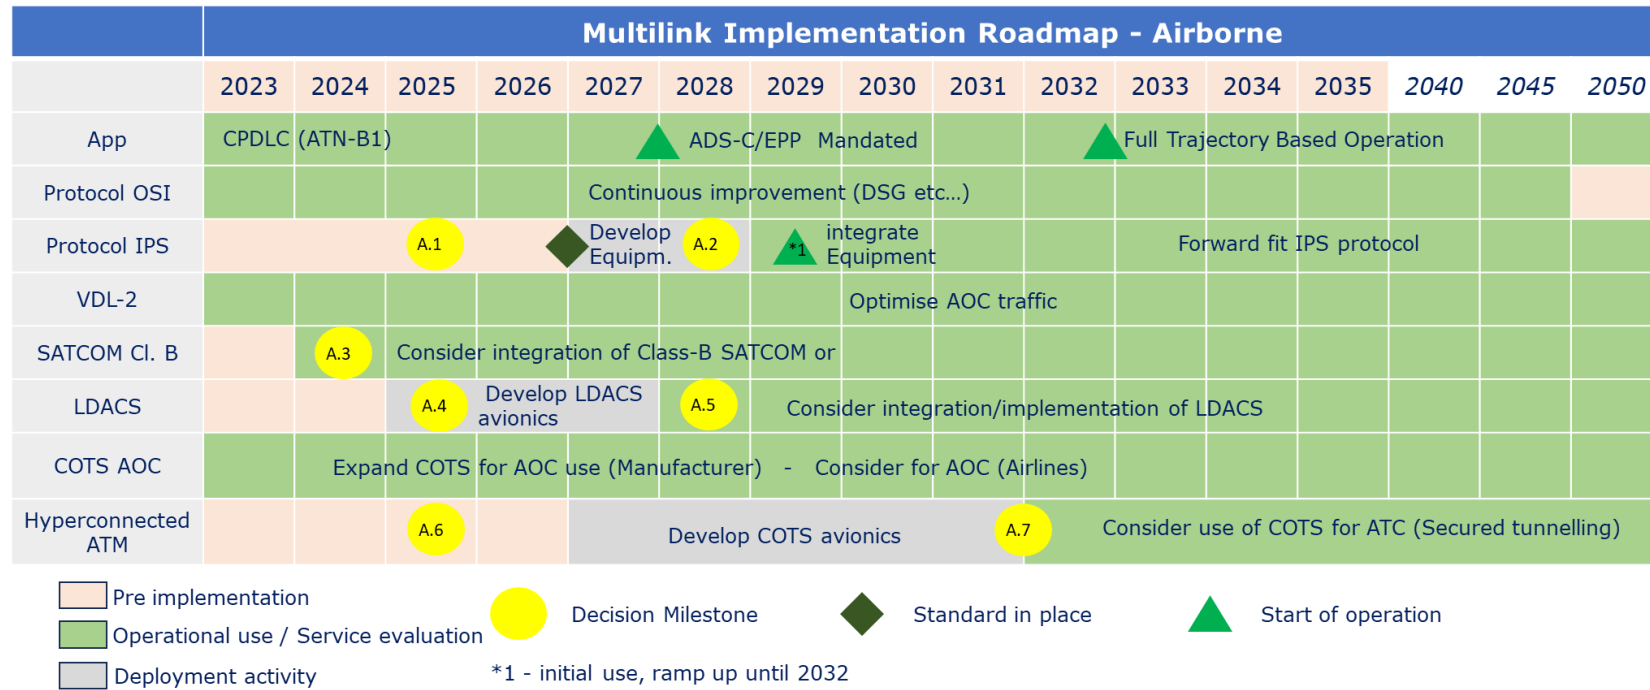 Multilink Implementation Roadmap - Airborne
2023 2024 2025 2026 2027 2028 2029 2030 2031 2032 2033 2034 2035 2040 2045 2050
App
CPDLC (ATN-B1)
ADS-C/EPP Mandated
Full Trajectory Based Operation
Protocol OSI
Continuous improvement (DSG etc...)
Protocol IPS
A.1
Develop
Equipm.
A.2
*1
integrate
Equipment
Forward fit IPS protocol
VDL-2
Optimise AOC traffic
SATCOM Cl. B
A.3
Consider integration of Class-B SATCOM or
LDACS
A.4
Develop LDACS
avionics
A.5
Consider integration/implementation of LDACS
COTS AOC
Expand COTS for AOC use (Manufacturer) - Consider for AOC (Airlines)
Hyperconnected
ATM
A.6
Develop COTS avionics
A.7
Consider use of COTS for ATC (Secured tunnelling)
Pre implementation
Operational use / Service evaluation
Deployment activity
Decision Milestone
Standard in place
Start of operation
*1 - initial use, ramp up until 2032